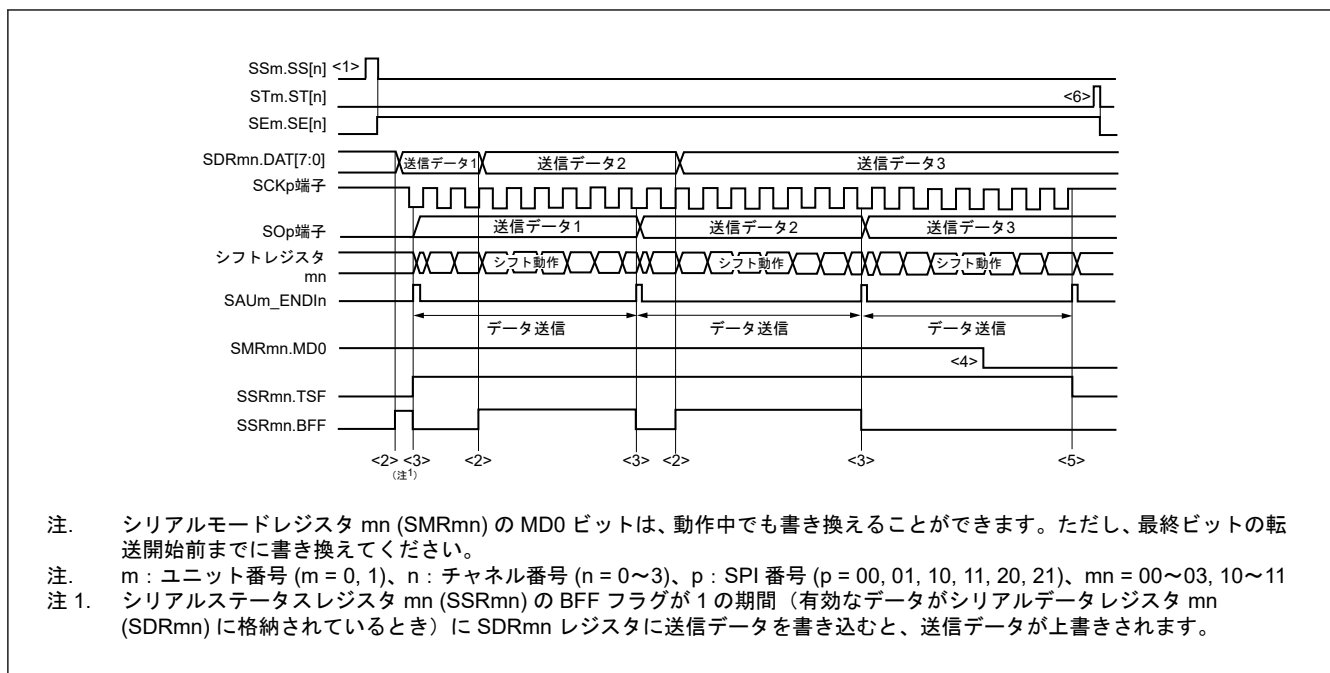 SSm.SS[n] <1>
STm.ST[n] <6>
SEm.SE[n]
SDRmn.DAT[7:0] 送信データ1 送信データ2 送信データ3
SCKp端子
SOp端子 送信データ1 送信データ2 送信データ3
シフトレジスタ mn シフト動作 シフト動作 シフト動作
SAUm_ENDIn
データ送信 データ送信 データ送信
SMRmn.MD0 <4>
SSRmn.TSF
SSRmn.BFF
<2> <3> <2> <3> <2> <3> <5>
(注1)
注. シリアルモードレジスタ mn (SMRmn) の MD0 ビットは、動作中でも書き換えることができます。ただし、最終ビットの転
送開始前までに書き換えてください。
注. m：ユニット番号 (m = 0, 1)、n：チャネル番号 (n = 0～3)、p：SPI 番号 (p = 00, 01, 10, 11, 20, 21)、mn = 00～03, 10～11
注 1. シリアルステータスレジスタ mn (SSRmn) の BFF フラグが 1 の期間（有効なデータがシリアルデータレジスタ mn
(SDRmn) に格納されているとき）に SDRmn レジスタに送信データを書き込むと、送信データが上書きされます。